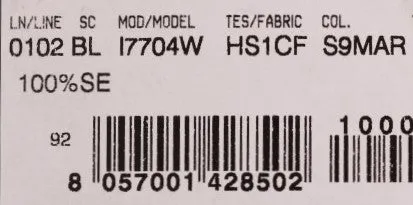 LN/LINE SC MOD/MODEL TES/FABRIC COL.
0102 BL I7704W HS1CF S9MAR
100%SE
92 1000
8 057001 428502